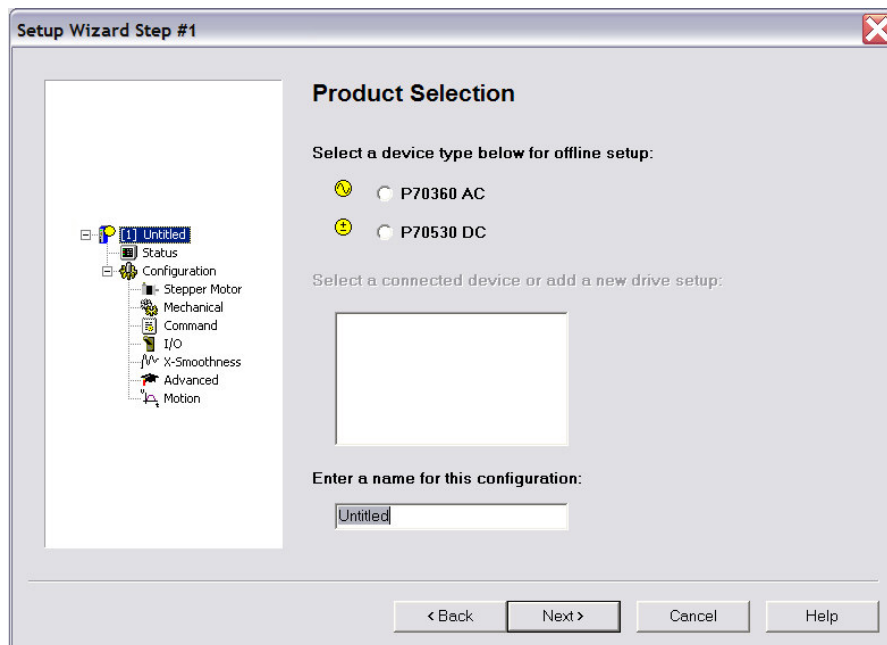 Setup Wizard Step #1
Product Selection
Select a device type below for offline setup:
P70360 AC
P70530 DC
Select a connected device or add a new drive setup:
Enter a name for this configuration:
Untitled
[1] Untitled
Status
Configuration
Stepper Motor
Mechanical
Command
I/O
X-Smoothness
Advanced
Motion
< Back
Next >
Cancel
Help